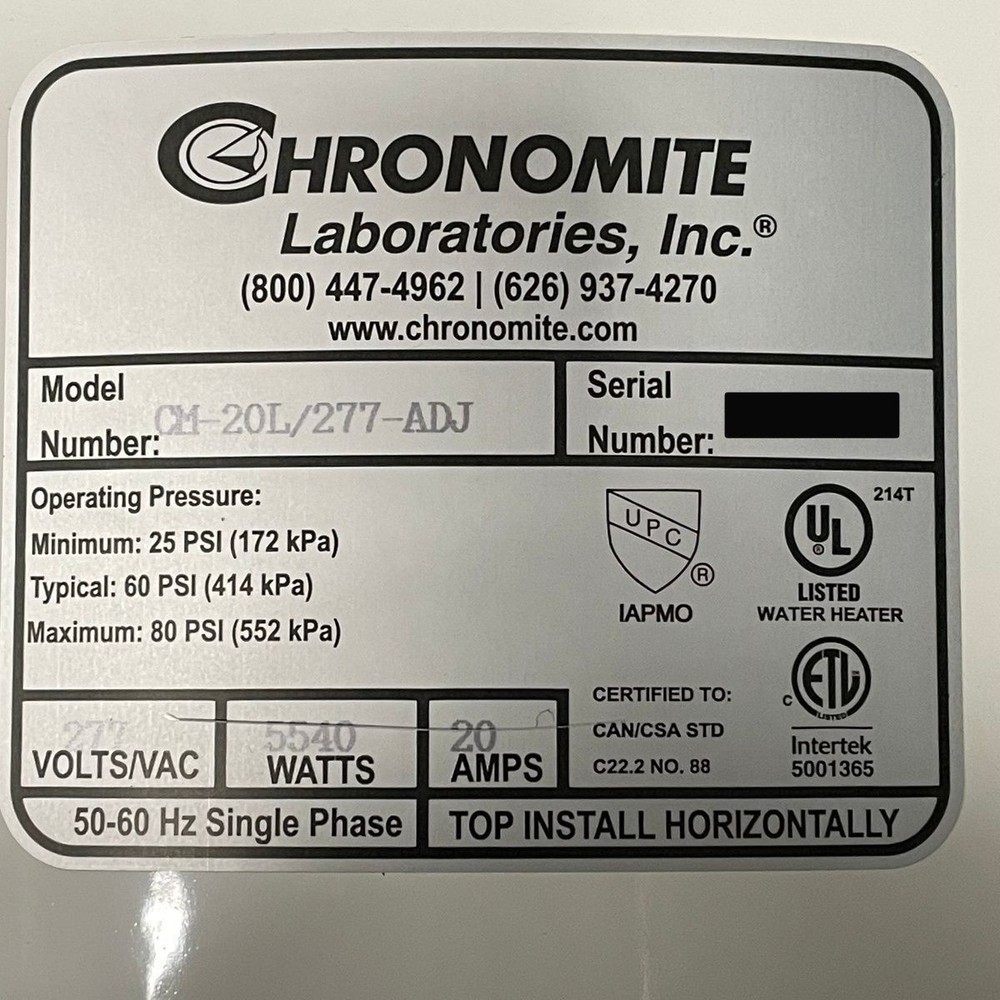 CHRONOMITE
Laboratories, Inc.®
(800) 447-4962 | (626) 937-4270
www.chronomite.com
Model
Number: CM-20L/277-ADJ
Serial
Number:
Operating Pressure:
Minimum: 25 PSI (172 kPa)
Typical: 60 PSI (414 kPa)
Maximum: 80 PSI (552 kPa)
UPC
®
IAPMO
214T
UL
®
LISTED
WATER HEATER
CERTIFIED TO:
CAN/CSA STD
C22.2 NO. 88
C
ETL
LISTED
Intertek
5001365
277
VOLTS/VAC
5540
WATTS
20
AMPS
50-60 Hz Single Phase
TOP INSTALL HORIZONTALLY